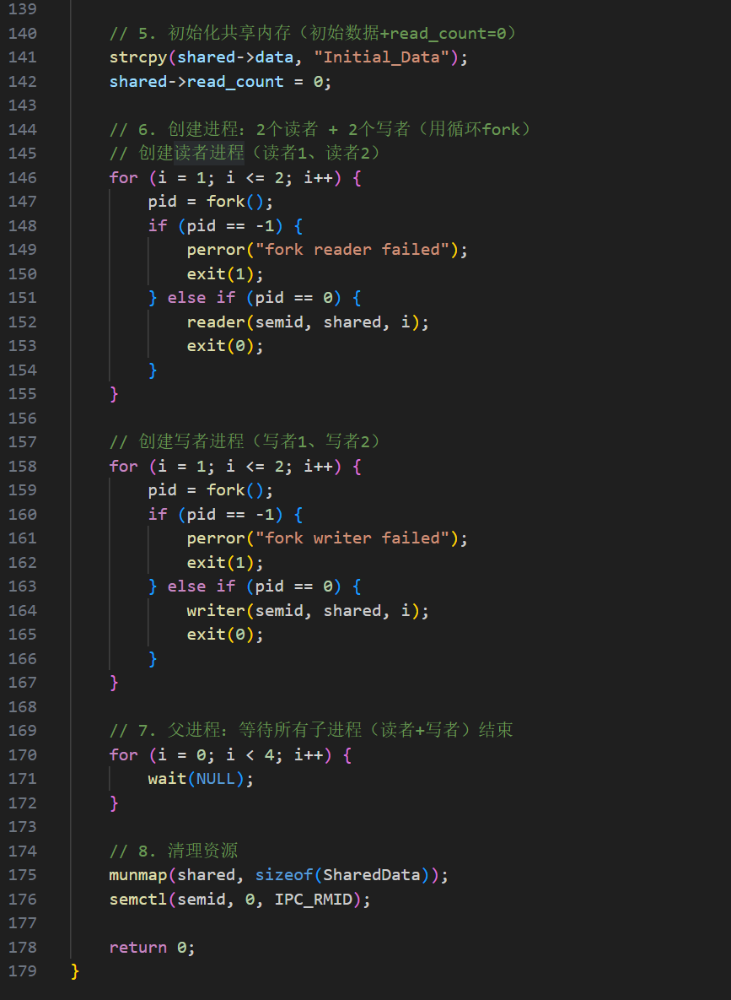 139
140 // 5. 初始化共享内存（初始数据+read_count=0）
141 strcpy(shared->data, "Initial_Data");
142 shared->read_count = 0;
143
144 // 6. 创建进程：2个读者 + 2个写者（用循环fork）
145 // 创建读者进程（读者1、读者2）
146 for (i = 1; i <= 2; i++) {
147 pid = fork();
148 if (pid == -1) {
149 perror("fork reader failed");
150 exit(1);
151 } else if (pid == 0) {
152 reader(semid, shared, i);
153 exit(0);
154 }
155 }
156
157 // 创建写者进程（写者1、写者2）
158 for (i = 1; i <= 2; i++) {
159 pid = fork();
160 if (pid == -1) {
161 perror("fork writer failed");
162 exit(1);
163 } else if (pid == 0) {
164 writer(semid, shared, i);
165 exit(0);
166 }
167 }
168
169 // 7. 父进程：等待所有子进程（读者+写者）结束
170 for (i = 0; i < 4; i++) {
171 wait(NULL);
172 }
173
174 // 8. 清理资源
175 munmap(shared, sizeof(SharedData));
176 semctl(semid, 0, IPC_RMID);
177
178 return 0;
179 }